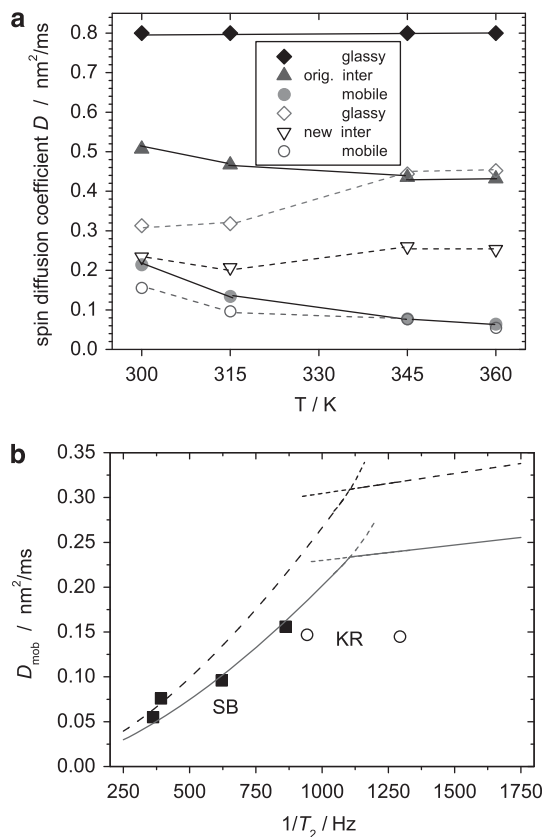 a
spin diffusion coefficient D / nm²/ms
0.8
0.7
0.6
0.5
0.4
0.3
0.2
0.1
0.0
glassy
orig. inter
mobile
glassy
new inter
mobile
300 315 330 345 360
T / K
b
D_mob / nm²/ms
0.35
0.30
0.25
0.20
0.15
0.10
0.05
0.00
KR
SB
250 500 750 1000 1250 1500 1750
1/T₂ / Hz